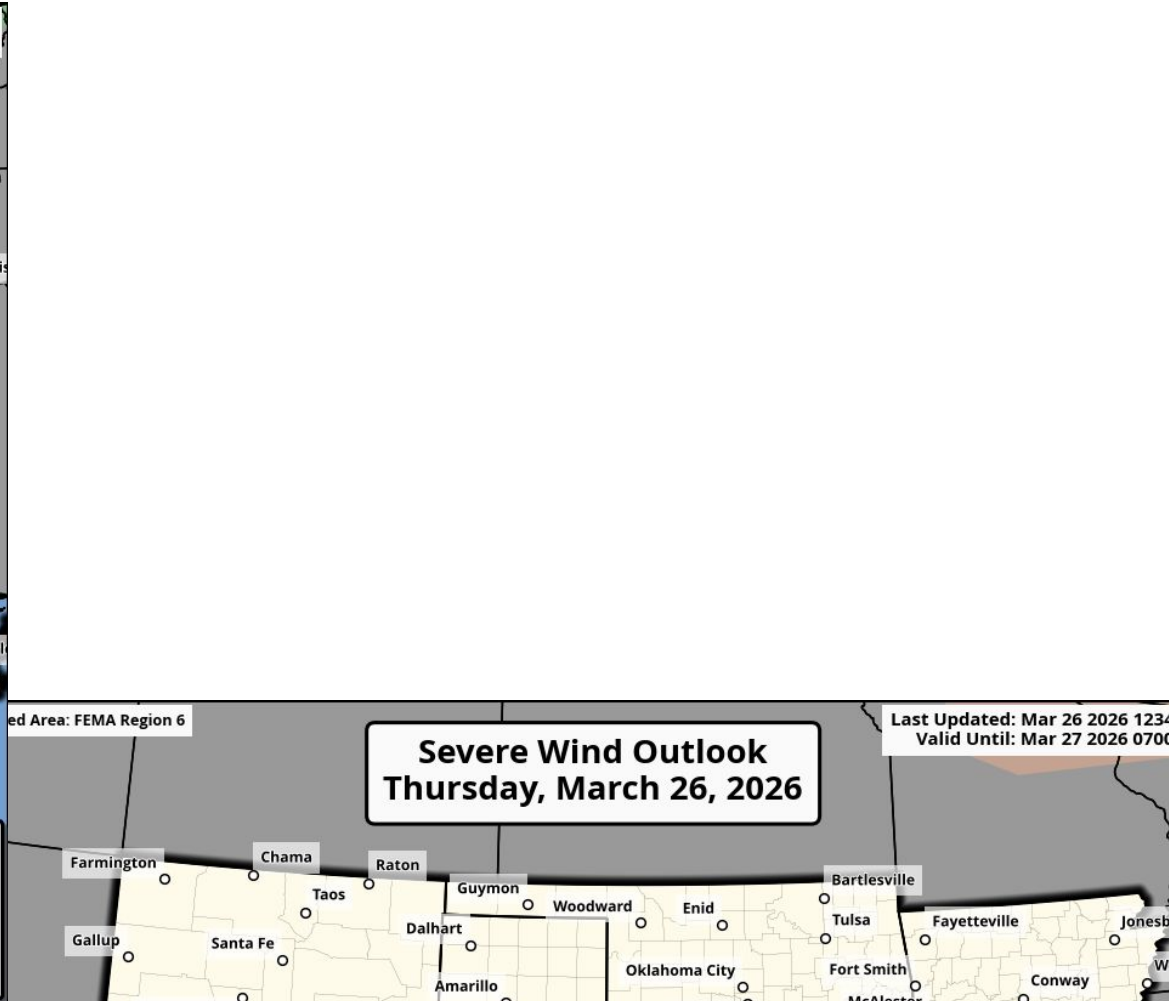 ed Area: FEMA Region 6
Last Updated: Mar 26 2026 1234
Valid Until: Mar 27 2026 0700
Severe Wind Outlook
Thursday, March 26, 2026
Farmington
Chama
Raton
Taos
Guymon
Woodward
Enid
Bartlesville
Tulsa
Fayetteville
Jonesb
Gallup
Santa Fe
Dalhart
Oklahoma City
Fort Smith
Amarillo
Conway
McAlester